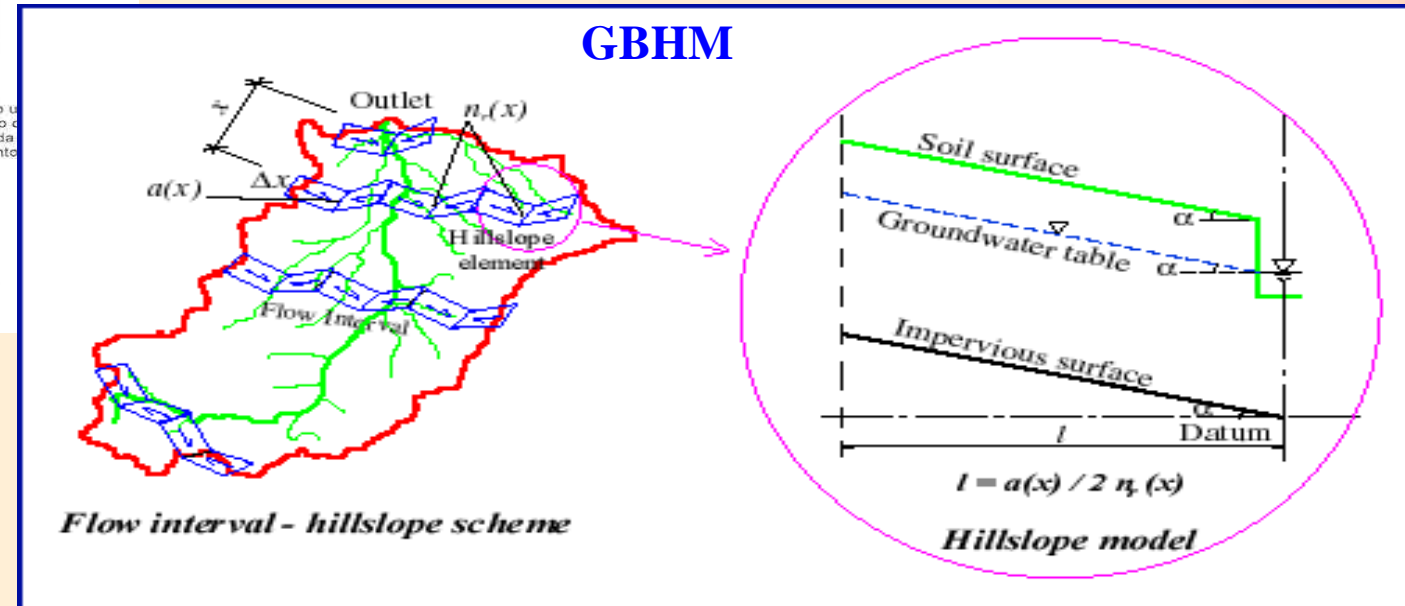 GBHM
Outlet
n_r(x)
x
Δx
a(x)
Hillslope
element
Flow Interval
Flow interval - hillslope scheme
Soil surface
α
Groundwater table
α
Impervious surface
α
l
Datum
l = a(x) / 2 n_r (x)
Hillslope model